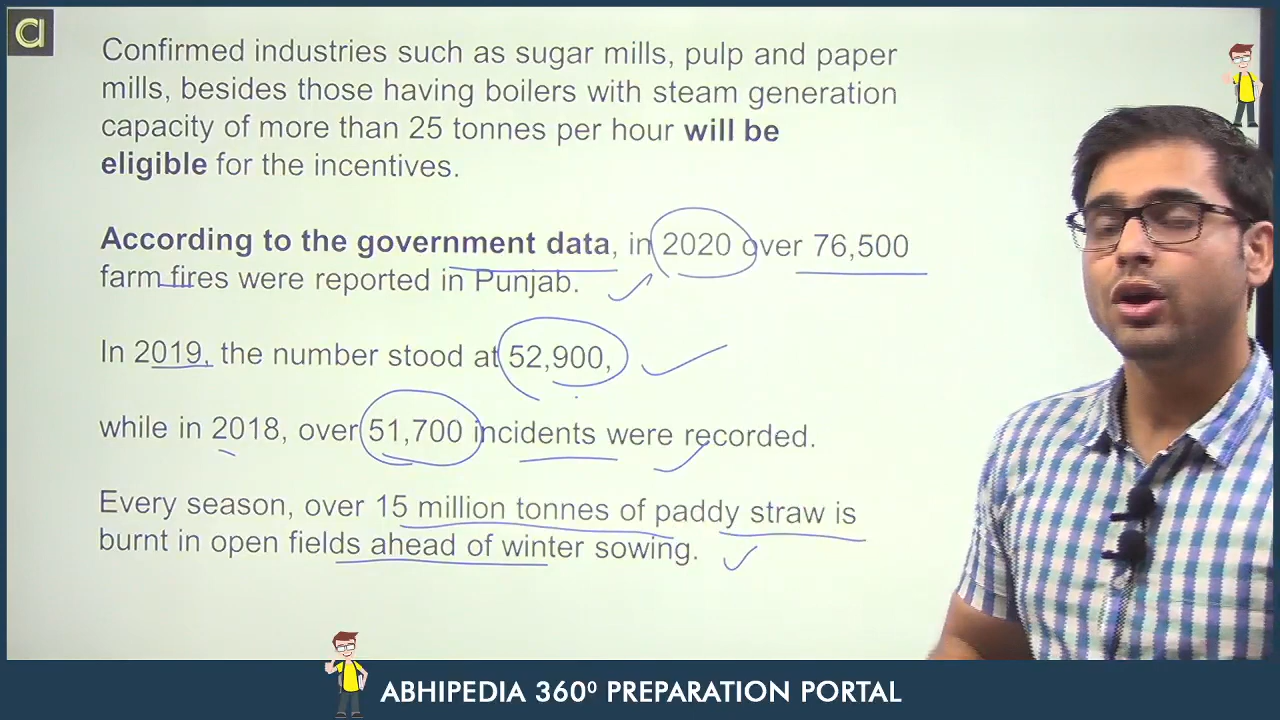 a
Confirmed industries such as sugar mills, pulp and paper
mills, besides those having boilers with steam generation
capacity of more than 25 tonnes per hour will be
eligible for the incentives.
According to the government data, in 2020 over 76,500
farm fires were reported in Punjab.
In 2019, the number stood at 52,900,
while in 2018, over 51,700 incidents were recorded.
Every season, over 15 million tonnes of paddy straw is
burnt in open fields ahead of winter sowing.
ABHIPEDIA 360⁰ PREPARATION PORTAL